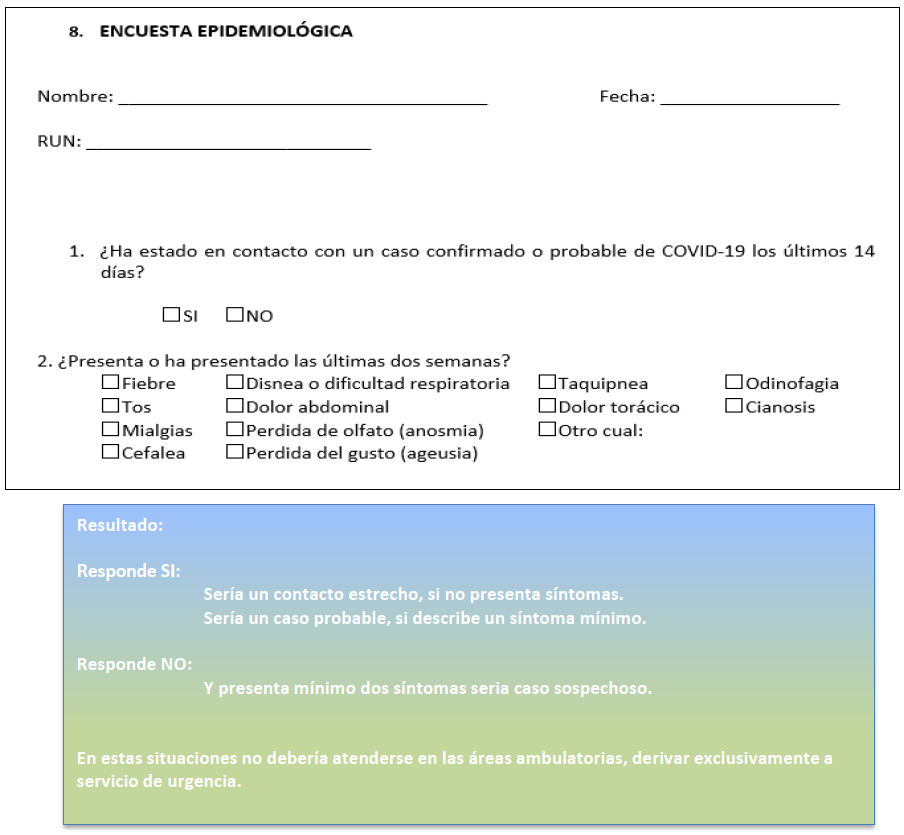 8. ENCUESTA EPIDEMIOLÓGICA
Nombre: ______________________________________ Fecha: ___________________
RUN: ______________________________
1. ¿Ha estado en contacto con un caso confirmado o probable de COVID-19 los últimos 14
días?
☐SI ☐NO
2. ¿Presenta o ha presentado las últimas dos semanas?
☐Fiebre ☐Disnea o dificultad respiratoria ☐Taquipnea ☐Odinofagia
☐Tos ☐Dolor abdominal ☐Dolor torácico ☐Cianosis
☐Mialgias ☐Perdida de olfato (anosmia) ☐Otro cual:
☐Cefalea ☐Perdida del gusto (ageusia)
Resultado:
Responde SI:
Sería un contacto estrecho, si no presenta síntomas.
Sería un caso probable, si describe un síntoma mínimo.
Responde NO:
Y presenta mínimo dos síntomas seria caso sospechoso.
En estas situaciones no debería atenderse en las áreas ambulatorias, derivar exclusivamente a
servicio de urgencia.